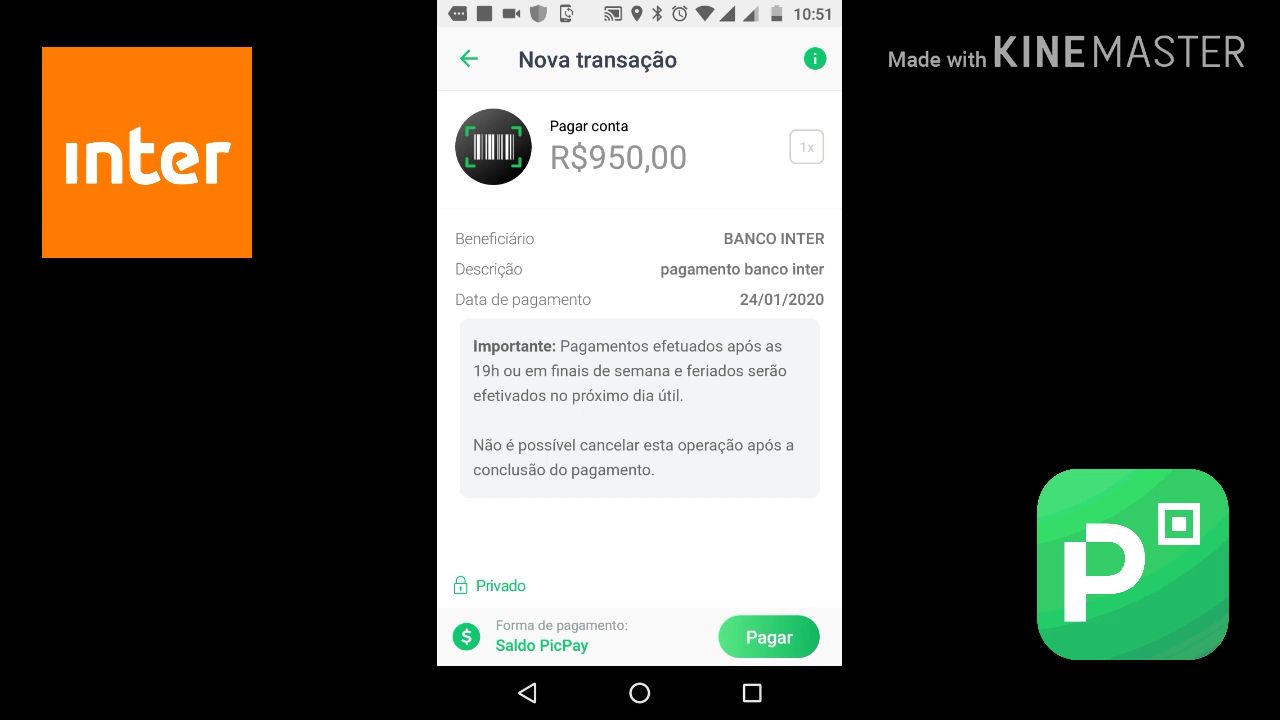 10:51
Nova transação
Made with KINEMASTER
inter
Pagar conta
R$950,00
1x
Beneficiário BANCO INTER
Descrição pagamento banco inter
Data de pagamento 24/01/2020
Importante: Pagamentos efetuados após as
19h ou em finais de semana e feriados serão
efetivados no próximo dia útil.
Não é possível cancelar esta operação após a
conclusão do pagamento.
Privado
Forma de pagamento:
Saldo PicPay
Pagar
P